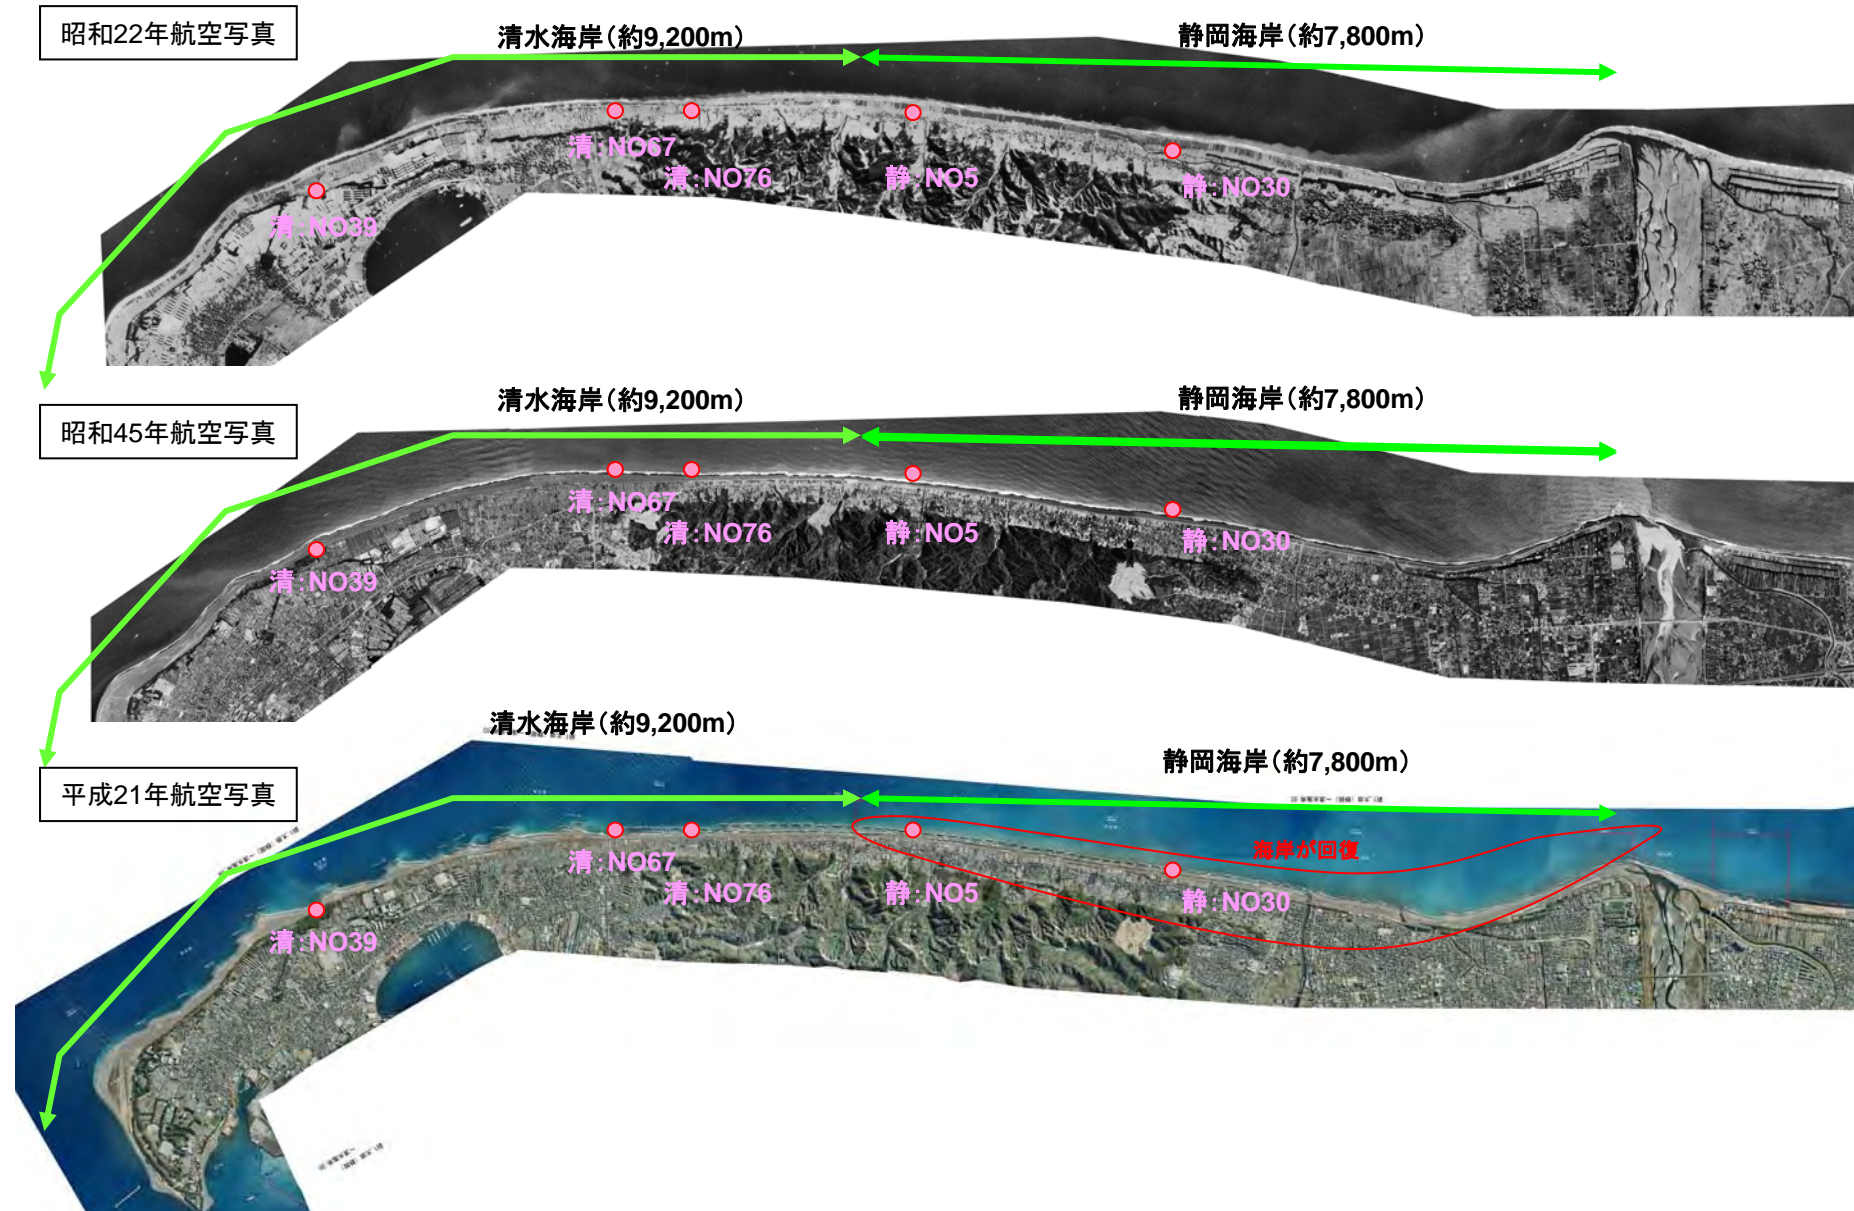 昭和22年航空写真
清水海岸(約9,200m)
静岡海岸(約7,800m)
清:NO67
清:NO76
静:NO5
静:NO30
清:NO39
昭和45年航空写真
清水海岸(約9,200m)
静岡海岸(約7,800m)
清:NO67
清:NO76
静:NO5
静:NO30
清:NO39
平成21年航空写真
清水海岸(約9,200m)
静岡海岸(約7,800m)
海岸が回復
清:NO67
清:NO76
静:NO5
静:NO30
清:NO39